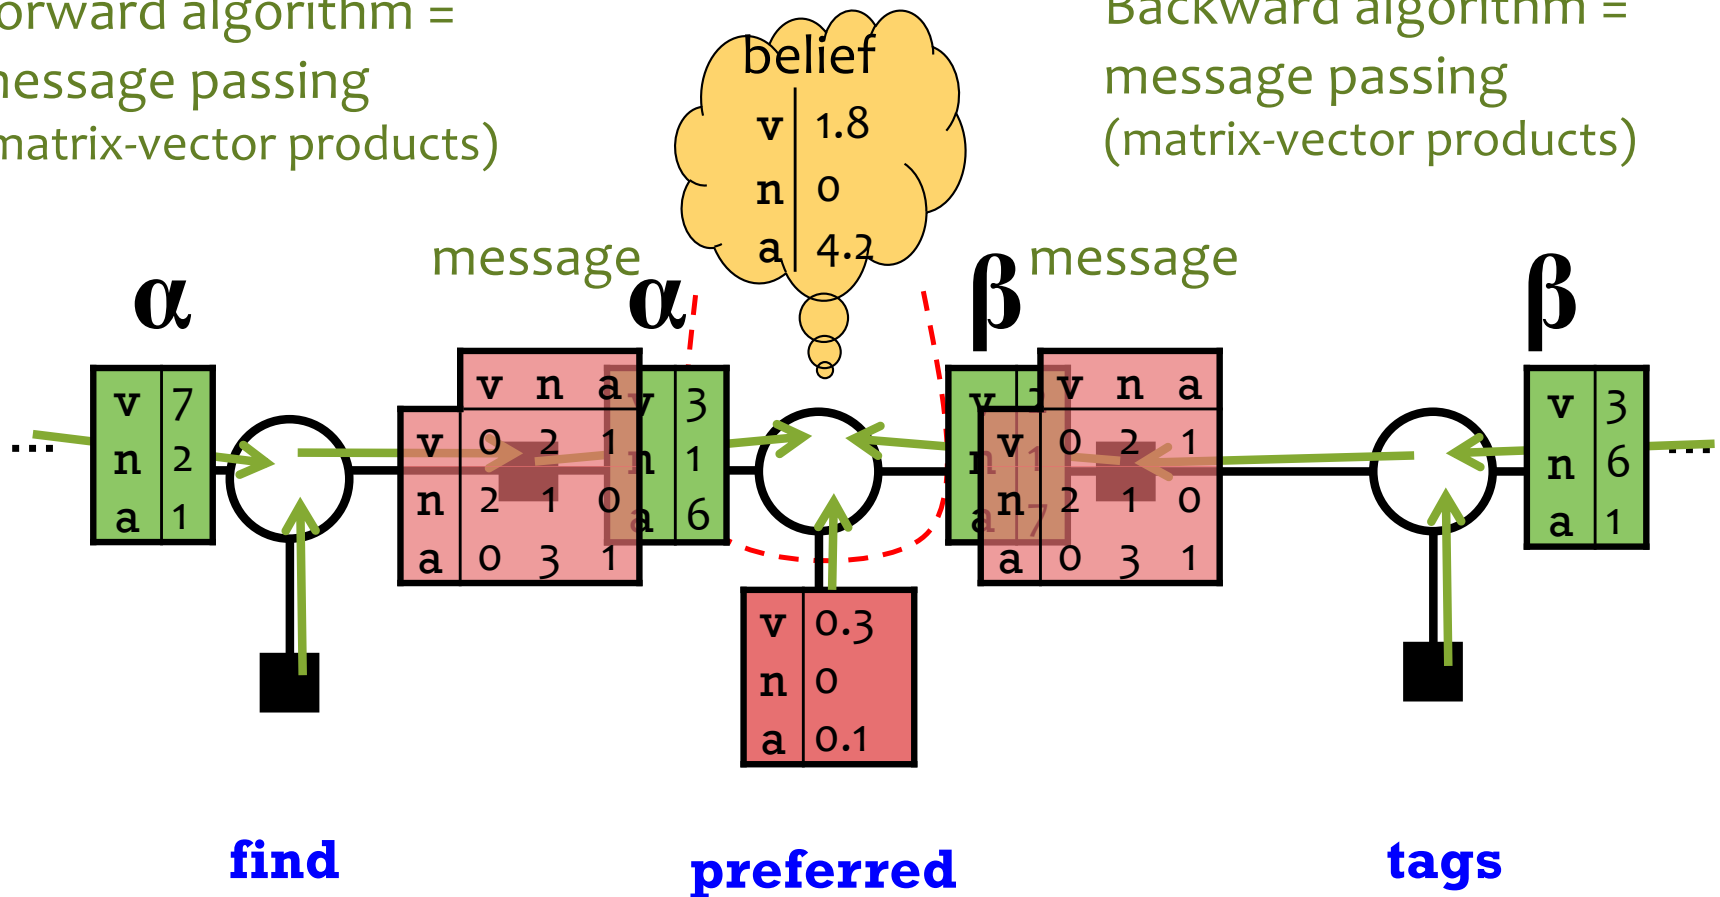 orward algorithm =
message passing
matrix-vector products)
Backward algorithm =
message passing
(matrix-vector products)
belief
v 1.8
n 0
a 4.2
message
message
α
α
β
β
v 7
n 2
a 1
v n a
v 0 2 1
n 2 1 0
a 0 3 1
v 3
n 1
a 6
v 2
n 1
a 7
v n a
v 0 2 1
n 2 1 0
a 0 3 1
v 3
n 6
a 1
...
...
v 0.3
n 0
a 0.1
find
preferred
tags